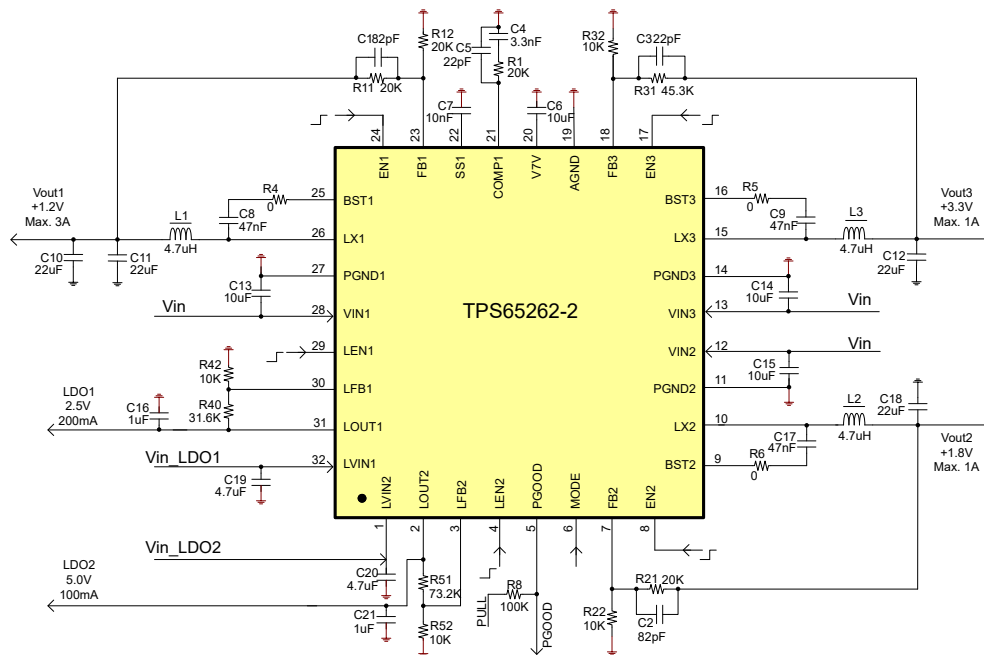 C182pF
R11 20K
R12
20K
C5
22pF
C4
3.3nF
R1
20K
C7
10nF
C6
10uF
R32
10K
C322pF
R31 45.3K
24
23
22
21
20
19
18
17
EN1
FB1
SS1
COMP1
V7V
AGND
FB3
EN3
Vout1
+1.2V
Max. 3A
L1
4.7uH
R4
0
C8
47nF
C10
22uF
C11
22uF
C13
10uF
Vin
25
26
27
28
29
30
31
32
BST1
LX1
PGND1
VIN1
LEN1
LFB1
LOUT1
LVIN1
TPS65262-2
BST3
LX3
PGND3
VIN3
VIN2
PGND2
LX2
BST2
16
15
14
13
12
11
10
9
R5
0
C9
47nF
L3
4.7uH
Vout3
+3.3V
Max. 1A
C12
22uF
C14
10uF
Vin
Vin
C15
10uF
L2
4.7uH
C18
22uF
C17
47nF
R6
0
Vout2
+1.8V
Max. 1A
R42
10K
R40
31.6K
LDO1
2.5V
200mA
C16
1uF
Vin_LDO1
C19
4.7uF
LVIN2
LOUT2
LFB2
LEN2
PGOOD
MODE
FB2
EN2
1
2
3
4
5
6
7
8
Vin_LDO2
LDO2
5.0V
100mA
C20
4.7uF
C21
1uF
R51
73.2K
R52
10K
PULL
R8
100K
PGOOD
R21 20K
R22
10K
C2
82pF